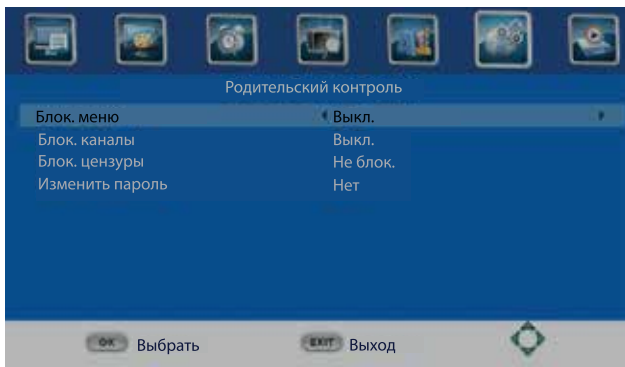 Родительский контроль
Блок. меню Выкл.
Блок. каналы Выкл.
Блок. цензуры Не блок.
Изменить пароль Нет
OK Выбрать EXIT Выход